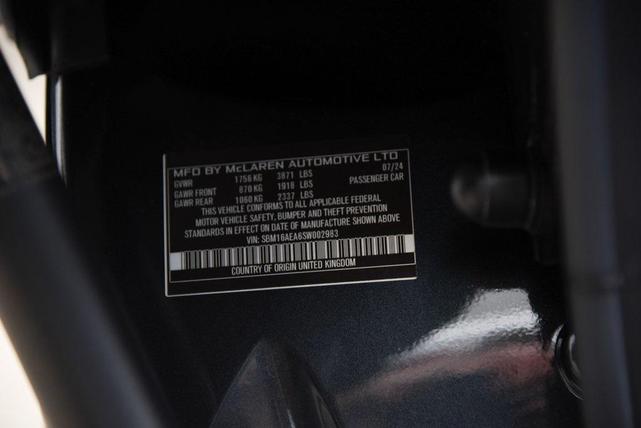 MFD BY McLAREN AUTOMOTIVE LTD
07/24
GVWR 1756 KG 3871 LBS
PASSENGER CAR
GAWR FRONT 870 KG 1918 LBS
GAWR REAR 1060 KG 2337 LBS
THIS VEHICLE CONFORMS TO ALL APPLICABLE FEDERAL
MOTOR VEHICLE SAFETY, BUMPER AND THEFT PREVENTION
STANDARDS IN EFFECT ON DATE OF MANUFACTURE SHOWN ABOVE
VIN: SBM16AEA6SW002983
COUNTRY OF ORIGIN UNITED KINGDOM